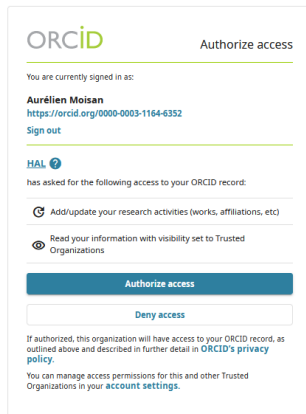 ORCID
Authorize access
You are currently signed in as:
Aurélien Moisan
https://orcid.org/0000-0003-1164-6352
Sign out
HAL ?
has asked for the following access to your ORCID record:
Add/update your research activities (works, affiliations, etc)
Read your information with visibility set to Trusted
Organizations
Authorize access
Deny access
If authorized, this organization will have access to your ORCID record, as
outlined above and described in further detail in ORCID's privacy
policy.
You can manage access permissions for this and other Trusted
Organizations in your account settings.